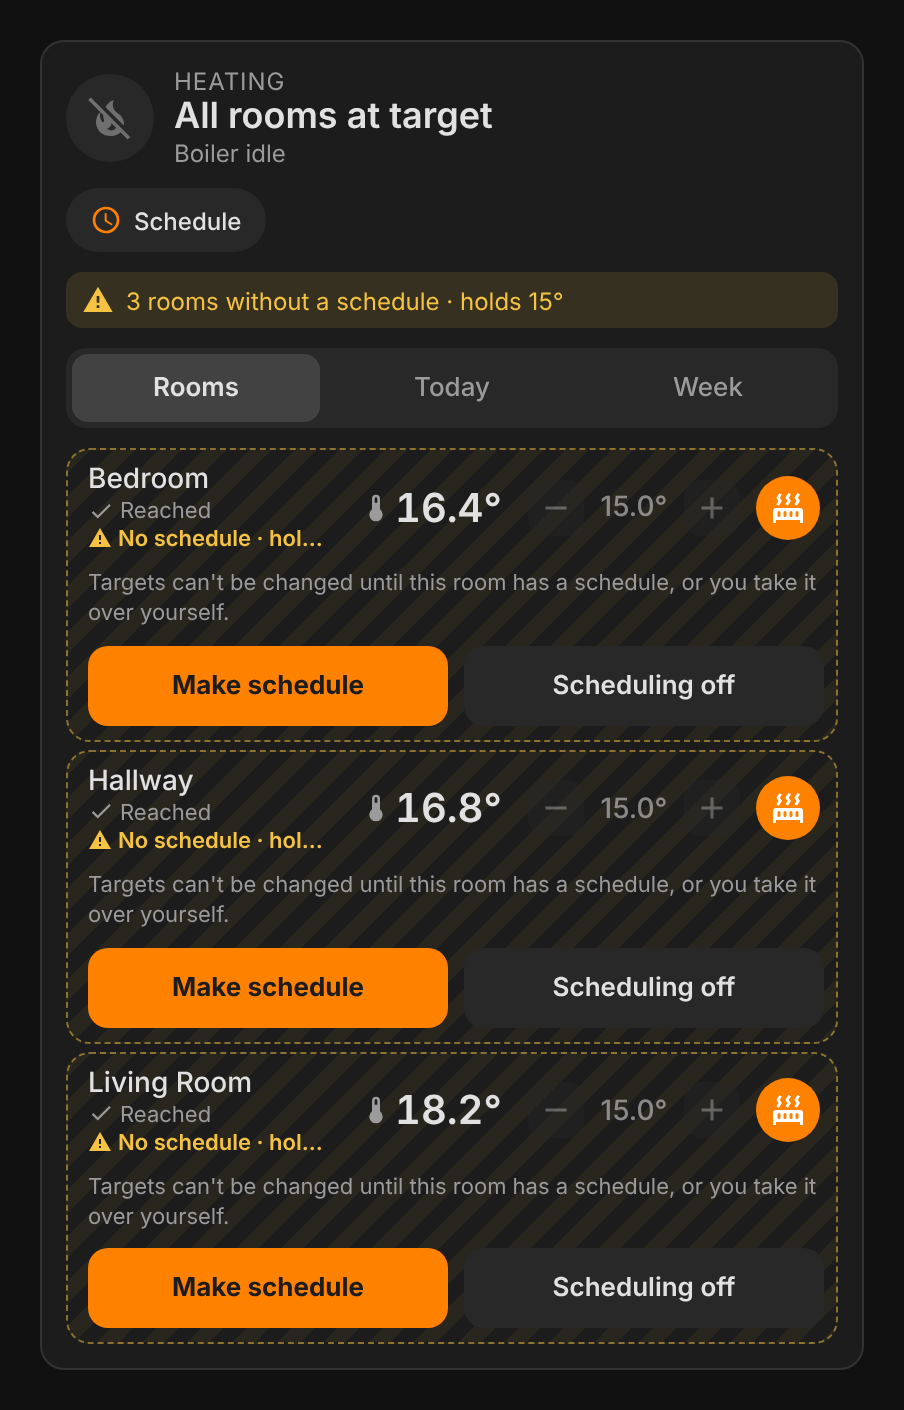 HEATING
All rooms at target
Boiler idle
Schedule
3 rooms without a schedule · holds 15°
Rooms Today Week
Bedroom
Reached
No schedule · hol...
16.4° − 15.0° +
Targets can't be changed until this room has a schedule, or you take it
over yourself.
Make schedule Scheduling off
Hallway
Reached
No schedule · hol...
16.8° − 15.0° +
Targets can't be changed until this room has a schedule, or you take it
over yourself.
Make schedule Scheduling off
Living Room
Reached
No schedule · hol...
18.2° − 15.0° +
Targets can't be changed until this room has a schedule, or you take it
over yourself.
Make schedule Scheduling off